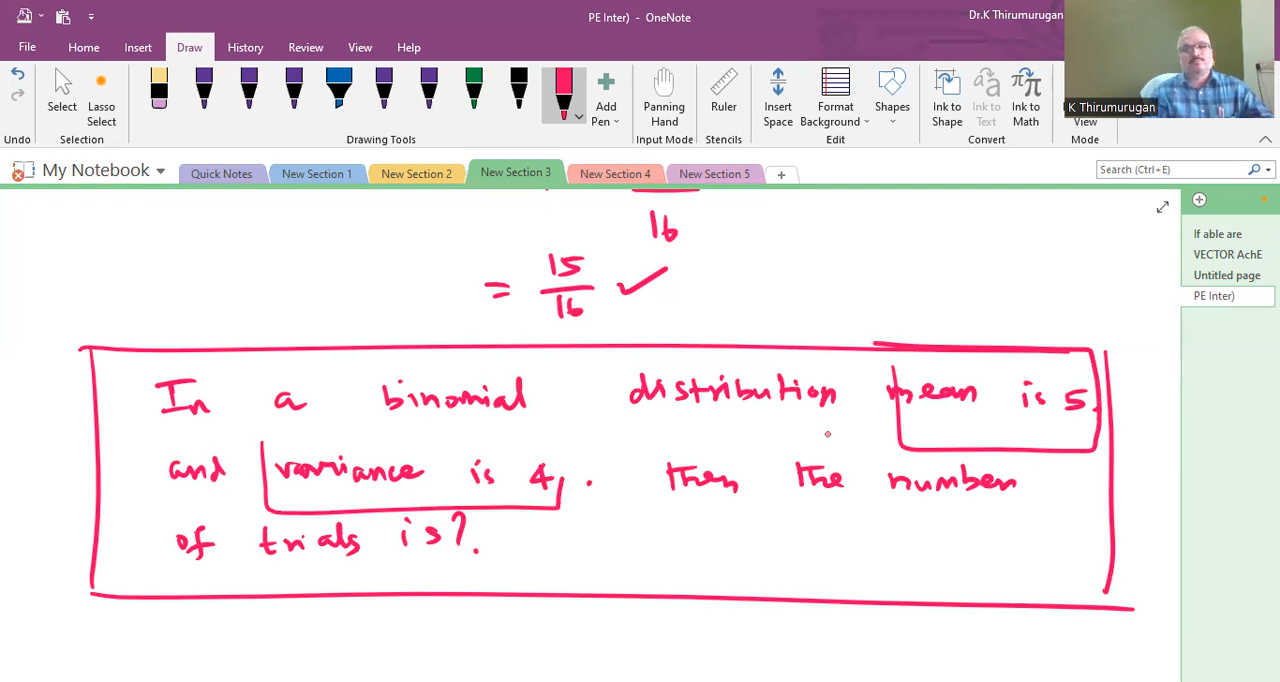 PE Inter) - OneNote
Dr.K Thirumurugan
File Home Insert Draw History Review View Help
Undo
Select
Lasso Select
Selection
Drawing Tools
Add Pen
Panning Hand
Input Mode
Ruler
Stencils
Insert Space
Format Background
Shapes
Edit
Ink to Shape
Ink to Text
Ink to Math
Convert
View
Mode
K Thirumurugan
My Notebook
Quick Notes
New Section 1
New Section 2
New Section 3
New Section 4
New Section 5
Search (Ctrl+E)
If able are
VECTOR AchE
Untitled page
PE Inter)
16
= 15/16 ✓
In a binomial distribution mean is 5
and variance is 4. Then the number
of trials is?.